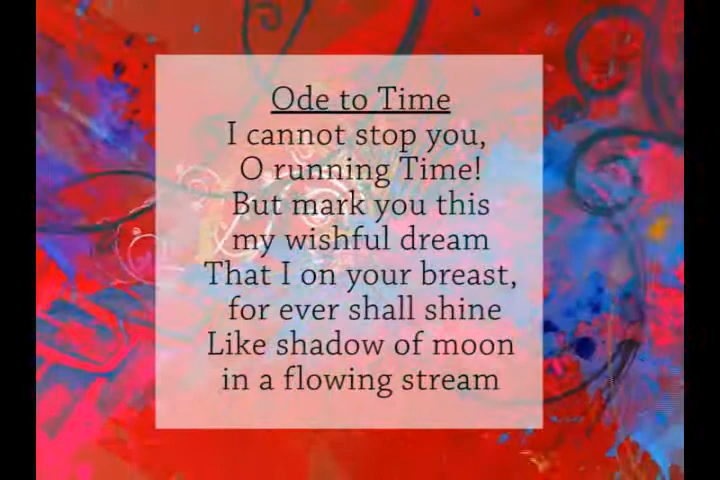 Ode to Time
I cannot stop you,
O running Time!
But mark you this
my wishful dream
That I on your breast,
for ever shall shine
Like shadow of moon
in a flowing stream